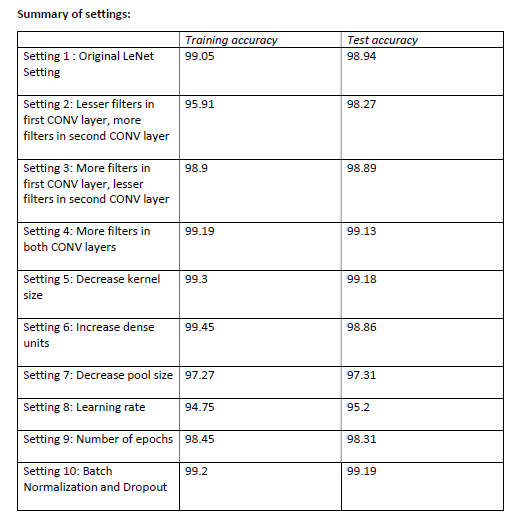 Summary of settings:
Training accuracy Test accuracy
Setting 1 : Original LeNet 99.05 98.94
Setting
Setting 2: Lesser filters in 95.91 98.27
first CONV layer, more
filters in second CONV layer
Setting 3: More filters in 98.9 98.89
first CONV layer, lesser
filters in second CONV layer
Setting 4: More filters in 99.19 99.13
both CONV layers
Setting 5: Decrease kernel 99.3 99.18
size
Setting 6: Increase dense 99.45 98.86
units
Setting 7: Decrease pool size 97.27 97.31
Setting 8: Learning rate 94.75 95.2
Setting 9: Number of epochs 98.45 98.31
Setting 10: Batch 99.2 99.19
Normalization and Dropout